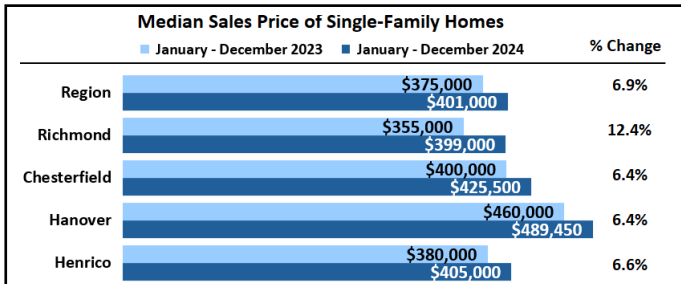 Median Sales Price of Single-Family Homes
January - December 2023 January - December 2024 % Change
Region $375,000 6.9%
$401,000
Richmond $355,000 12.4%
$399,000
Chesterfield $400,000 6.4%
$425,500
Hanover $460,000 6.4%
$489,450
Henrico $380,000 6.6%
$405,000